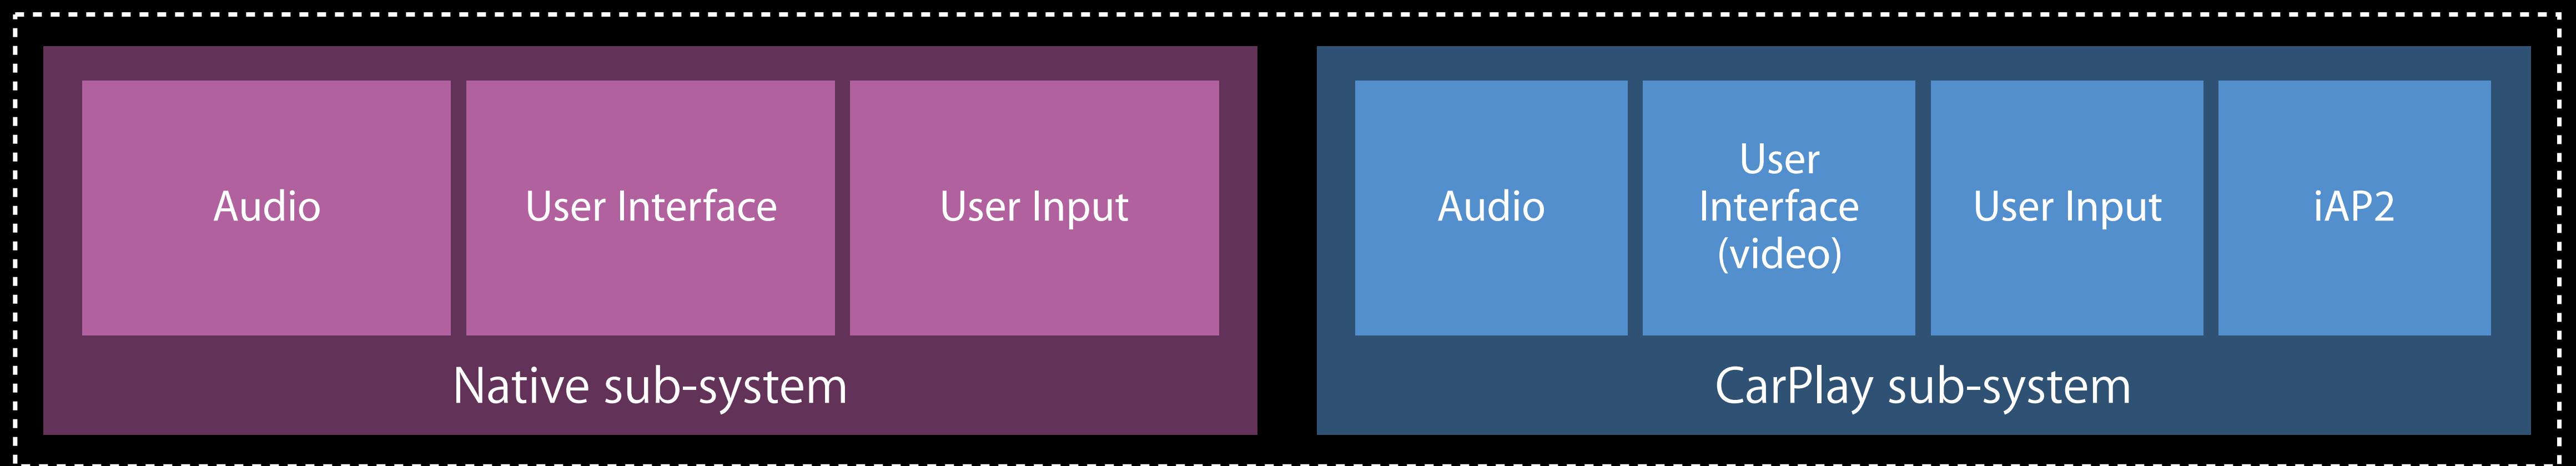 Audio
User Interface
User Input
Native sub-system
Audio
User
Interface
(video)
User Input
iAP2
CarPlay sub-system